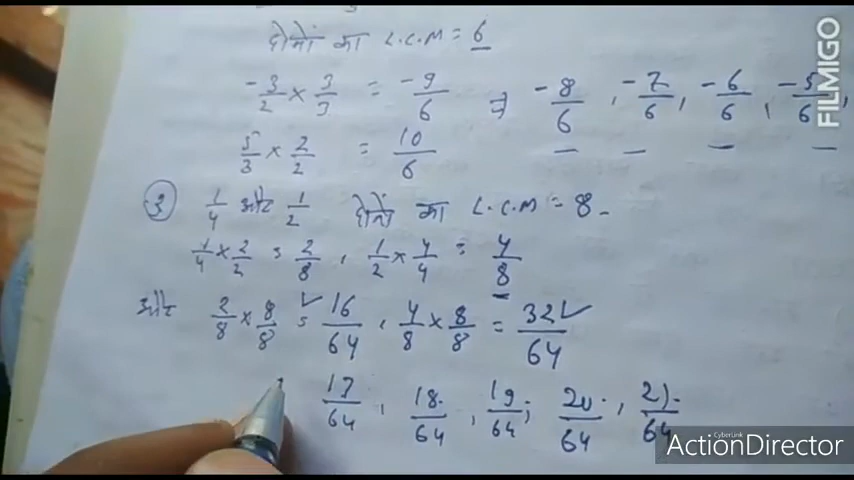 दोनों का L.C.M = 6
-3/2 × 3/3 = -9/6 ⇒ -8/6, -7/6, -6/6, -5/6,
5/3 × 2/2 = 10/6
③ 1/4 और 1/2 दोनों का L.C.M = 8
1/4 × 2/2 = 2/8, 1/2 × 4/4 = 4/8
और 2/8 × 8/8 = 16/64, 4/8 × 8/8 = 32/64
17/64, 18/64, 19/64, 20/64, 21/64
FILMIGO
CyberLink
ActionDirector